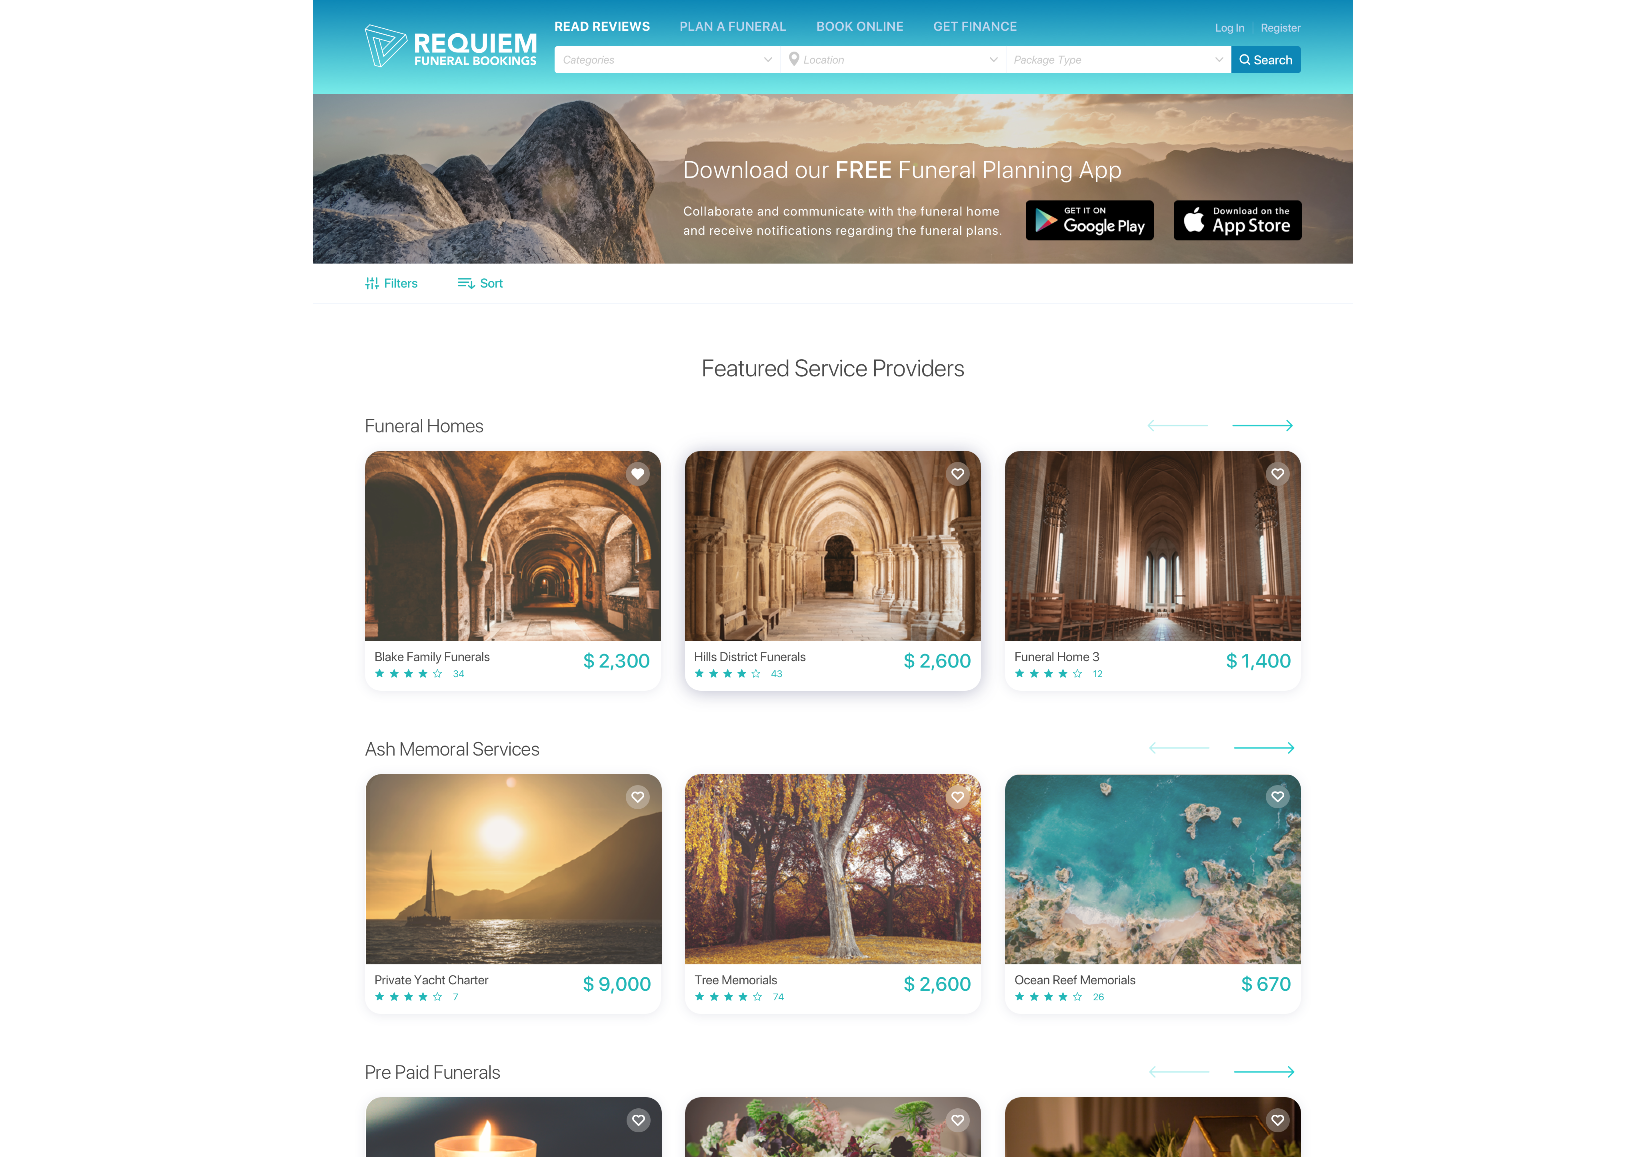 READ REVIEWS PLAN A FUNERAL BOOK ONLINE GET FINANCE
Log In Register
REQUIEM
FUNERAL BOOKINGS
Categories Location Package Type Search
Download our FREE Funeral Planning App
Collaborate and communicate with the funeral home
and receive notifications regarding the funeral plans.
GET IT ON
Google Play
Download on the
App Store
Filters Sort
Featured Service Providers
Funeral Homes
Blake Family Funerals $ 2,300
34
Hills District Funerals $ 2,600
43
Funeral Home 3 $ 1,400
12
Ash Memoral Services
Private Yacht Charter $ 9,000
7
Tree Memorials $ 2,600
74
Ocean Reef Memorials $ 670
26
Pre Paid Funerals